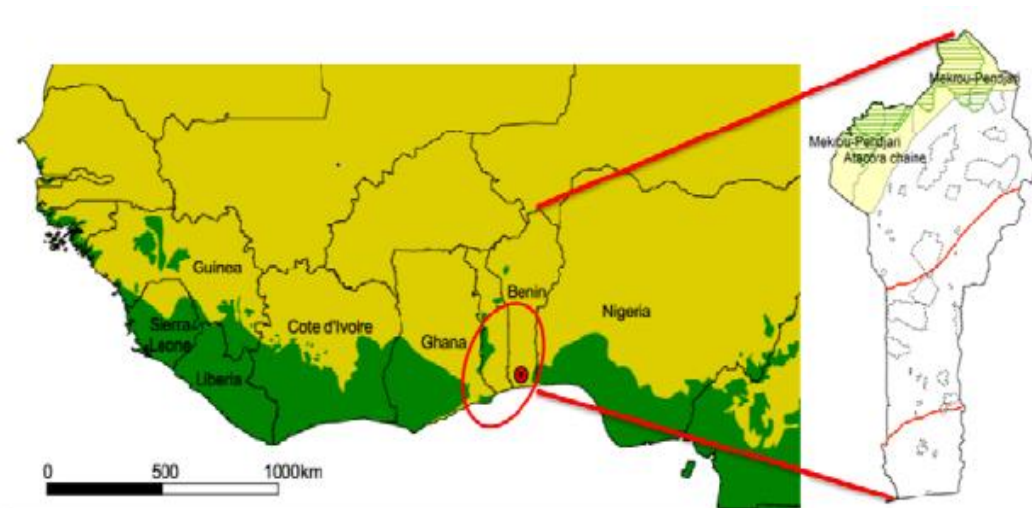 Guinea
Sierra
Leone
Liberia
Cote d'Ivoire
Ghana
Benin
Nigeria
0 500 1000km
Mekrou-Pendjari
Mekrou-Pendjari
Atacora chaine